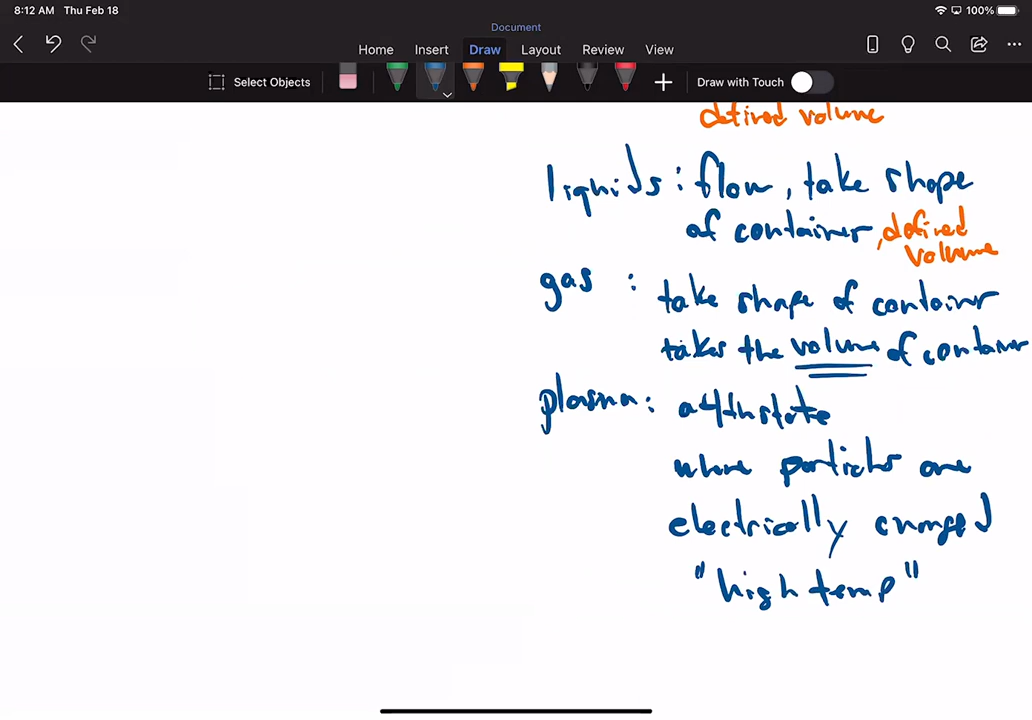 8:12 AM Thu Feb 18 100%
Document
Home Insert Draw Layout Review View
Select Objects Draw with Touch
defined volume
liquids: flow, take shape
of container, defined
volume
gas : take shape of container
takes the volume of container
plasma: a 4th state
where particles are
electrically charged
"high temp"